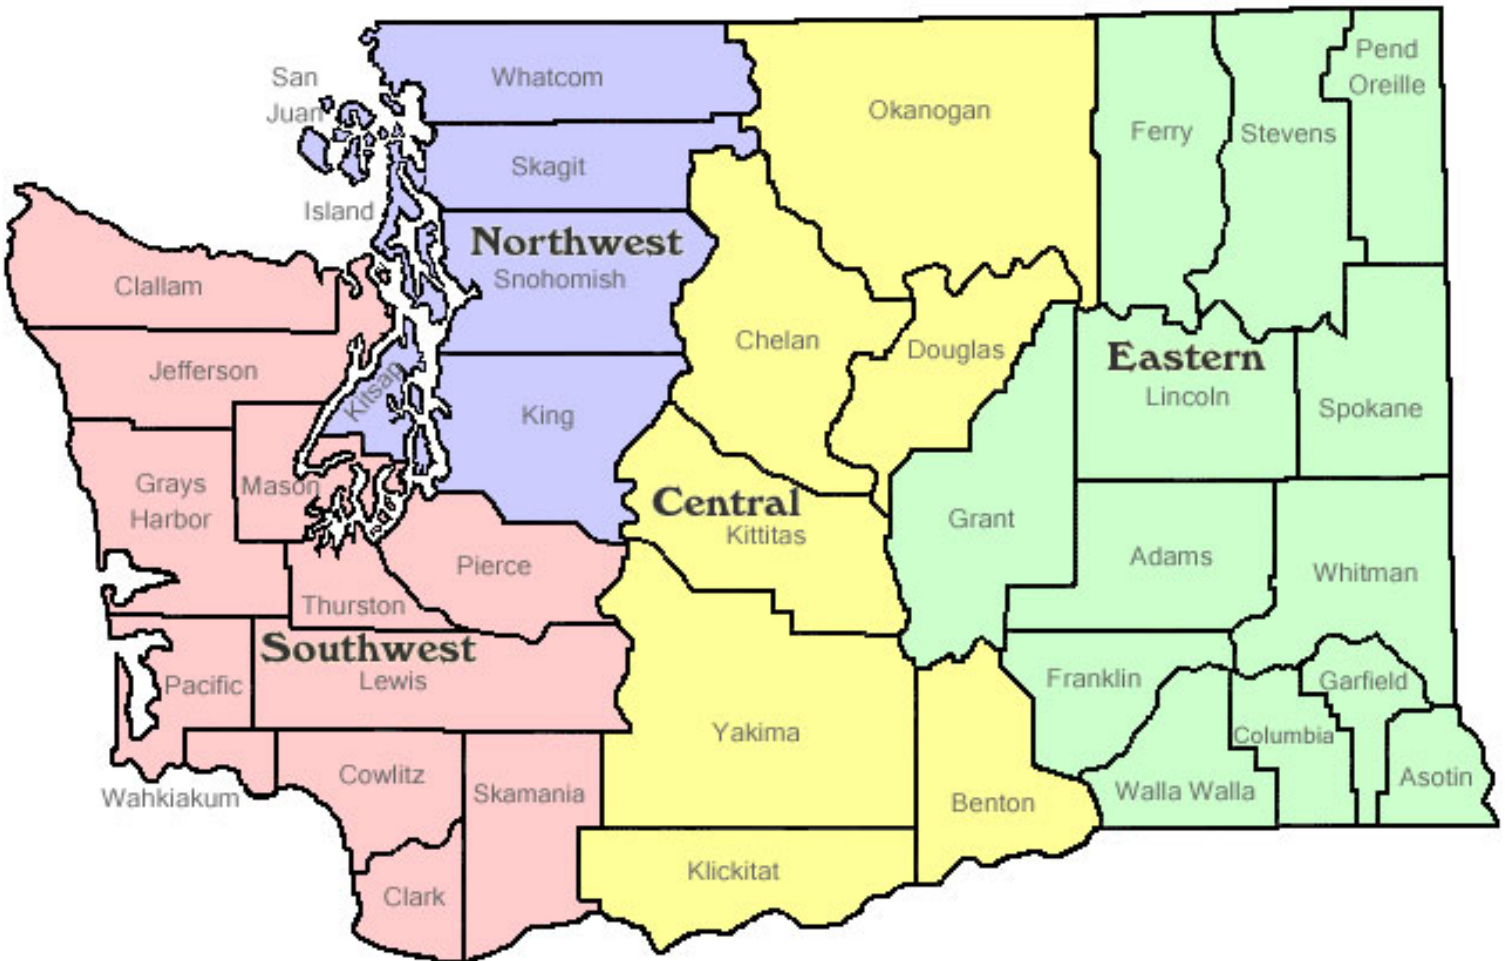 San
Juan
Whatcom
Okanogan
Pend
Oreille
Ferry
Stevens
Skagit
Island
Northwest
Snohomish
Clallam
Chelan
Douglas
Eastern
Lincoln
Jefferson
Kitsap
King
Spokane
Grays
Harbor
Mason
Central
Kittitas
Grant
Adams
Whitman
Pierce
Thurston
Southwest
Lewis
Pacific
Franklin
Garfield
Yakima
Columbia
Cowlitz
Skamania
Wahkiakum
Benton
Walla Walla
Asotin
Klickitat
Clark